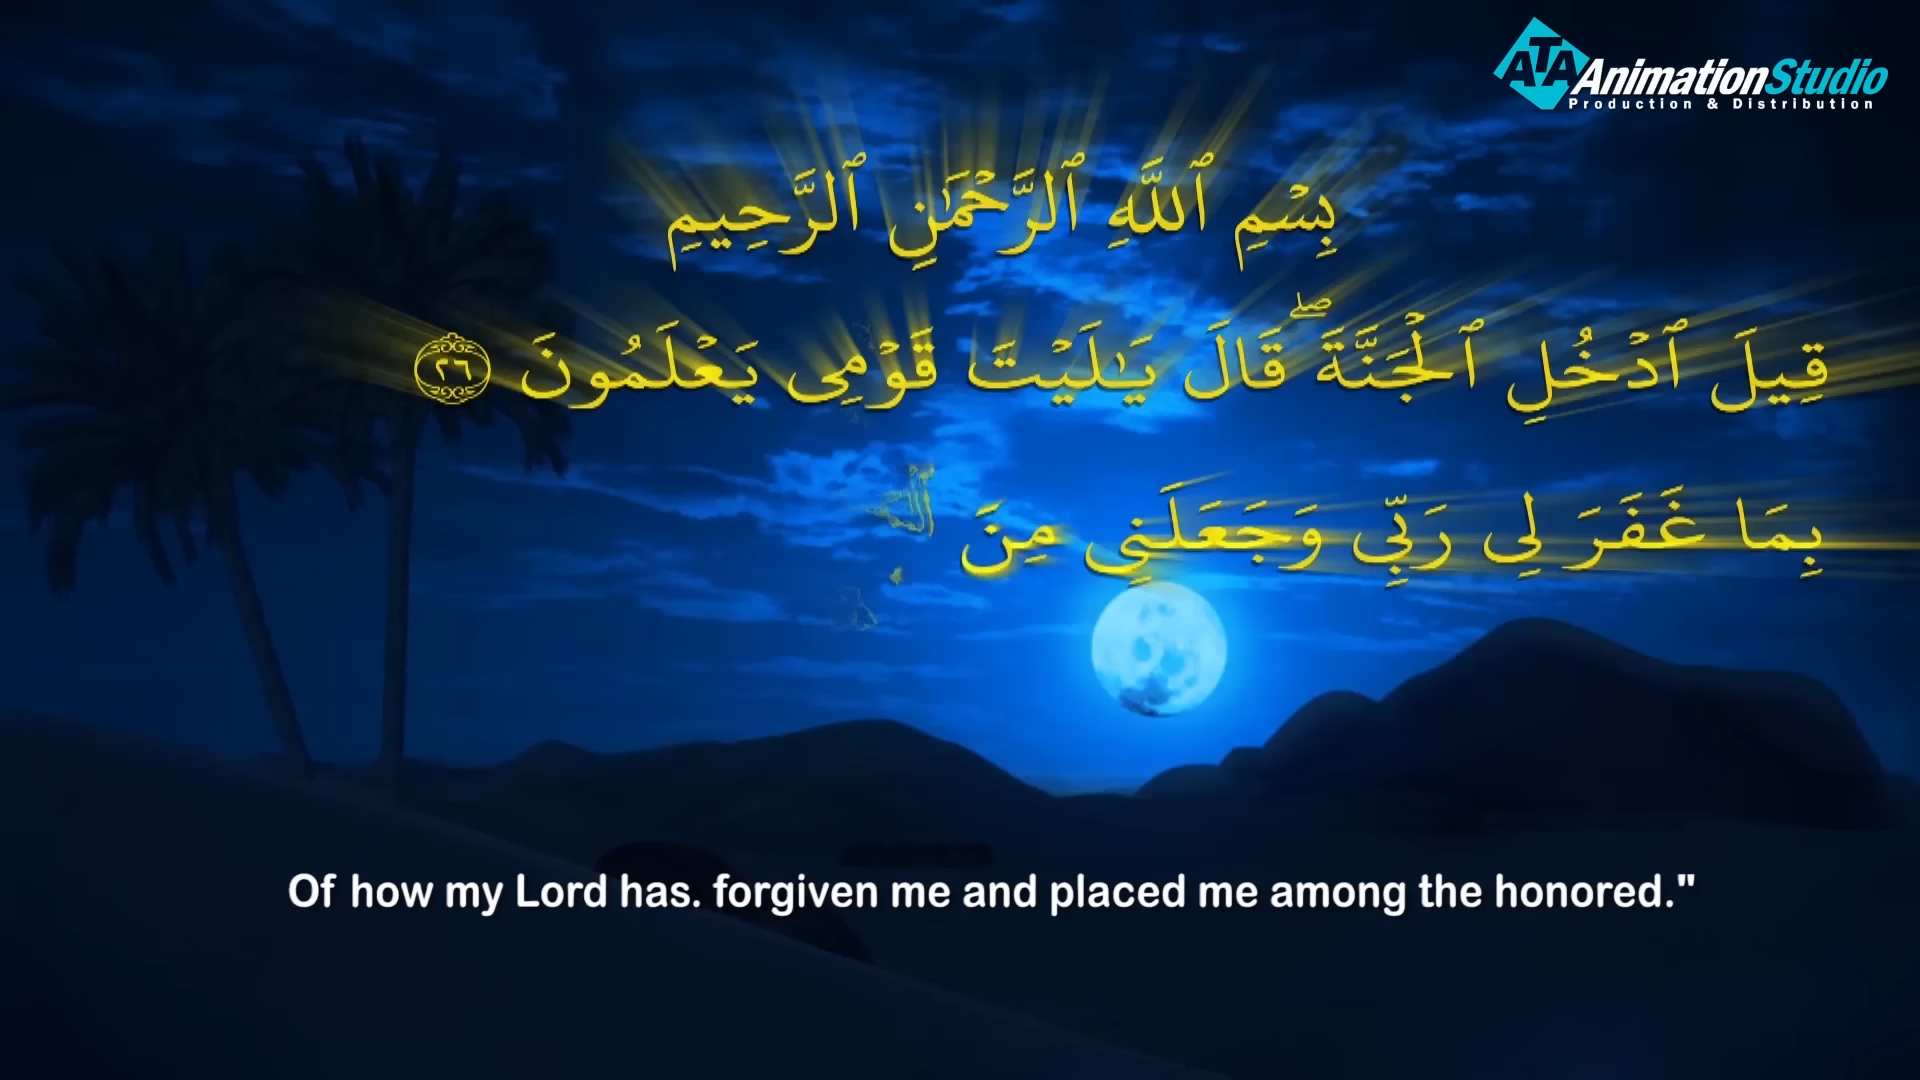 ATA AnimationStudio
Production & Distribution
بِسْمِ ٱللَّهِ ٱلرَّحْمَٰنِ ٱلرَّحِيمِ
قِيلَ ٱدْخُلِ ٱلْجَنَّةَ ۖ قَالَ يَٰلَيْتَ قَوْمِى يَعْلَمُونَ ٢٦
بِمَا غَفَرَ لِى رَبِّى وَجَعَلَنِى مِنَ
Of how my Lord has. forgiven me and placed me among the honored."